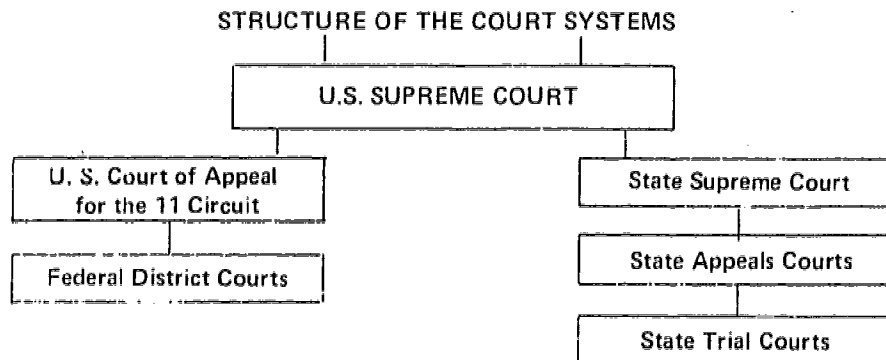 STRUCTURE OF THE COURT SYSTEMS
U.S. SUPREME COURT
U. S. Court of Appeal
for the 11 Circuit
Federal District Courts
State Supreme Court
State Appeals Courts
State Trial Courts